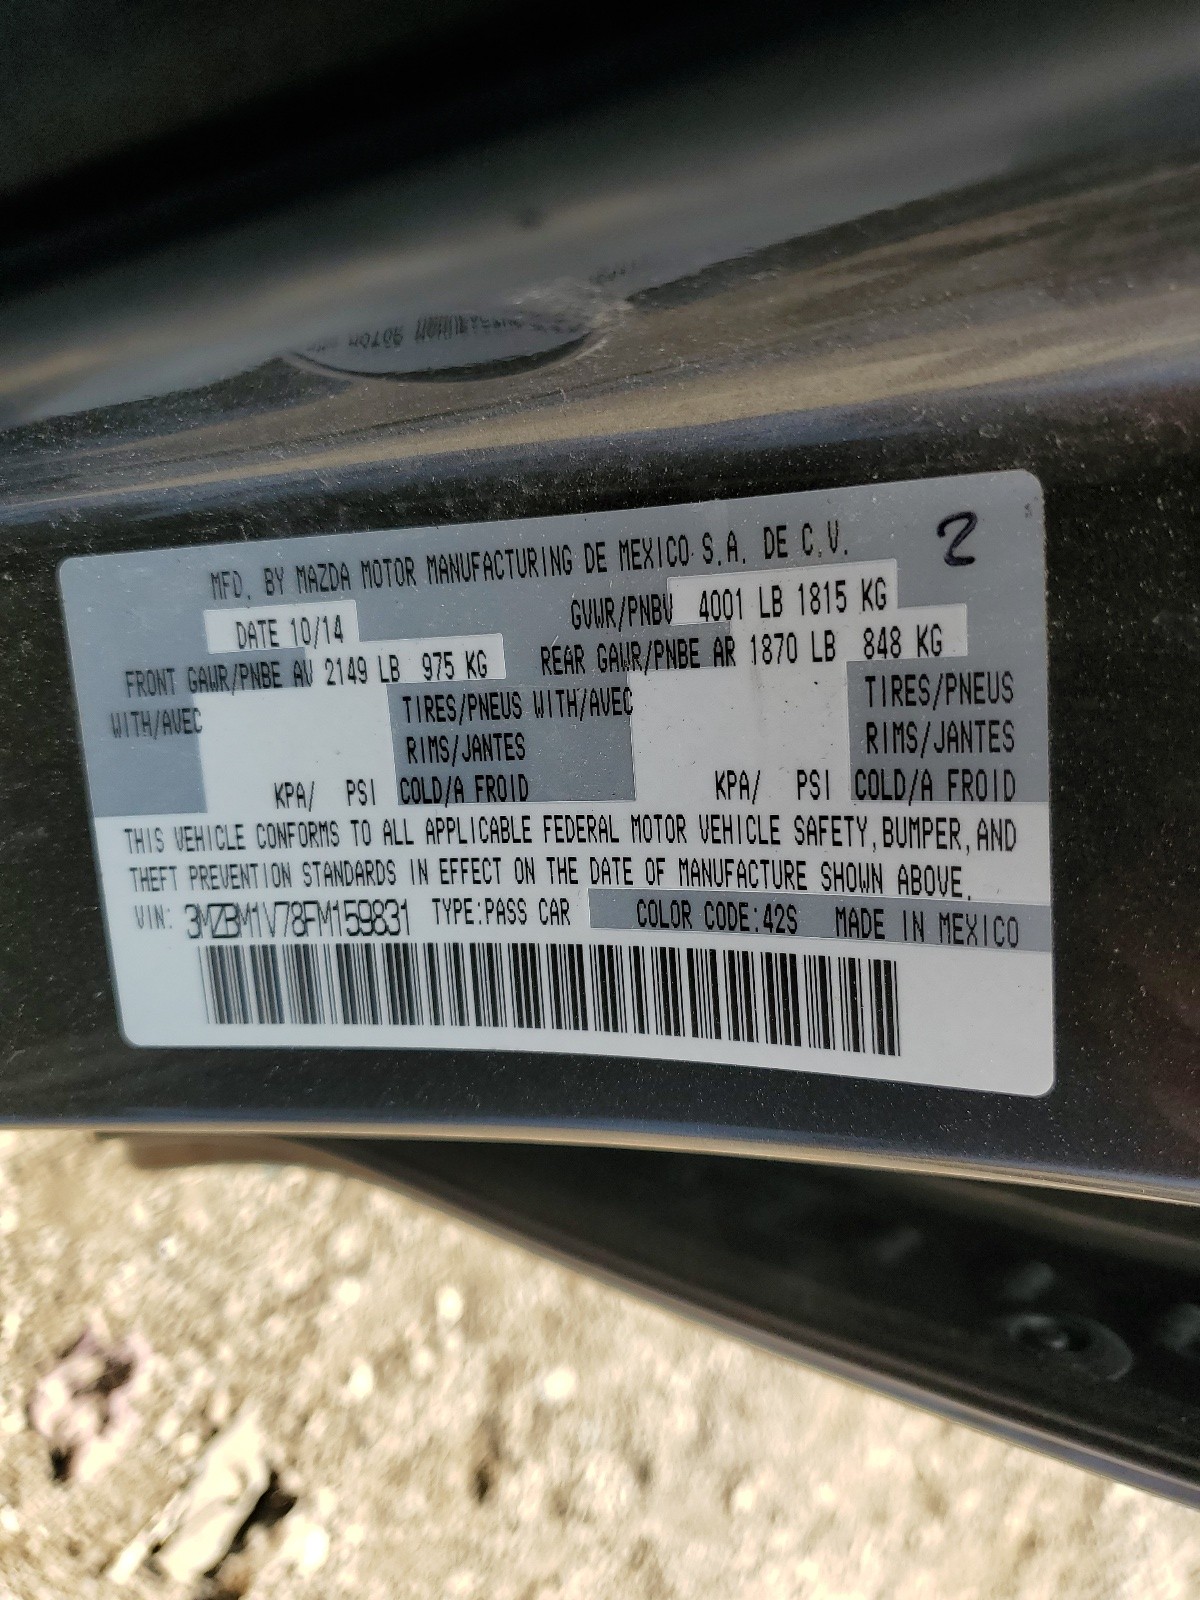 MOTOR
MFD. BY MAZDA MOTOR MANUFACTURING DE MEXICO S.A. DE C.V.
2
DATE 10/14
GVWR/PNBV 4001 LB 1815 KG
FRONT GAWR/PNBE AV 2149 LB 975 KG
REAR GAWR/PNBE AR 1870 LB 848 KG
WITH/AVEC
TIRES/PNEUS WITH/AVEC
TIRES/PNEUS
RIMS/JANTES
RIMS/JANTES
KPA/ PSI COLD/A FROID
KPA/ PSI COLD/A FROID
THIS VEHICLE CONFORMS TO ALL APPLICABLE FEDERAL MOTOR VEHICLE SAFETY, BUMPER, AND
THEFT PREVENTION STANDARDS IN EFFECT ON THE DATE OF MANUFACTURE SHOWN ABOVE.
VIN: 3MZBM1V78FM159831 TYPE:PASS CAR COLOR CODE:42S MADE IN MEXICO